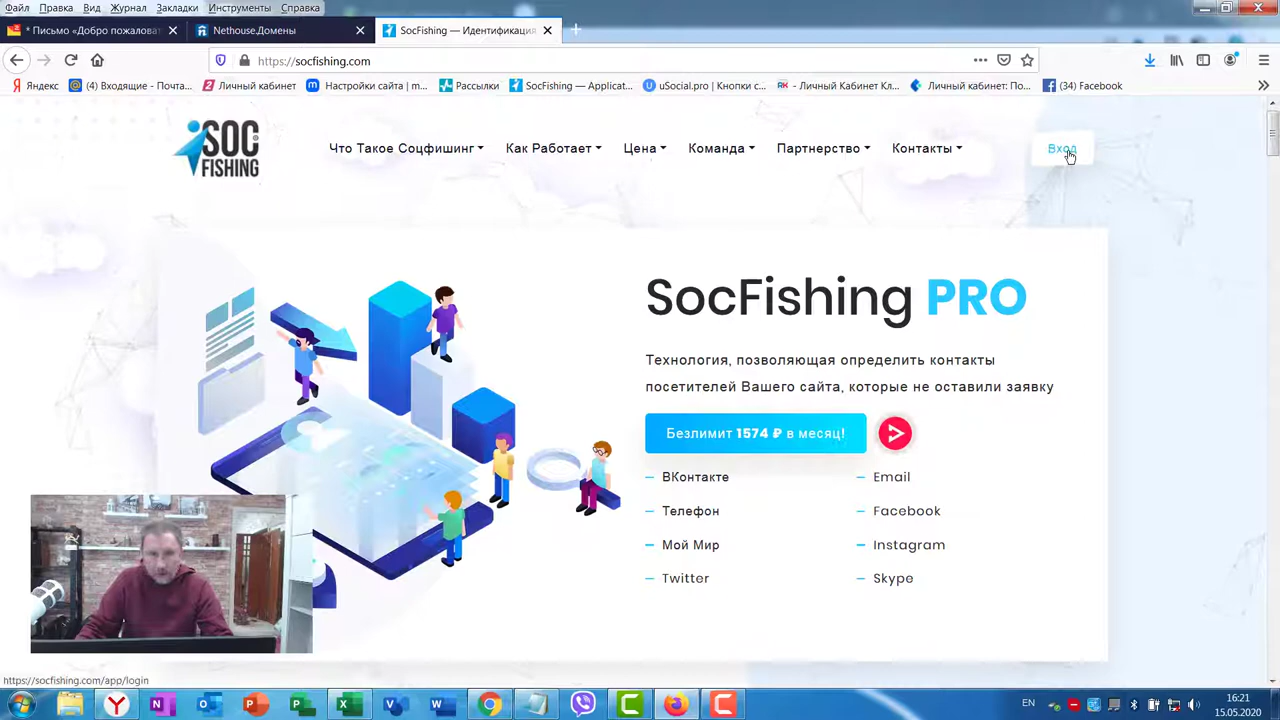 Файл Правка Вид Журнал Закладки Инструменты Справка
* Письмо «Добро пожаловат
Nethouse.Домены
SocFishing — Идентификация
https://socfishing.com
Яндекс
(4) Входящие - Почта...
Личный кабинет
Настройки сайта | m...
Рассылки
SocFishing — Applicat...
uSocial.pro | Кнопки с...
- Личный Кабинет Кл...
Личный кабинет: По...
(34) Facebook
SOC
FISHING
Что Такое Соцфишинг
Как Работает
Цена
Команда
Партнерство
Контакты
Вход
SocFishing PRO
Технология, позволяющая определить контакты
посетителей Вашего сайта, которые не оставили заявку
Безлимит 1574 ₽ в месяц!
ВКонтакте
Email
Телефон
Facebook
Мой Мир
Instagram
Twitter
Skype
https://socfishing.com/app/login
EN
16:21
15.05.2020